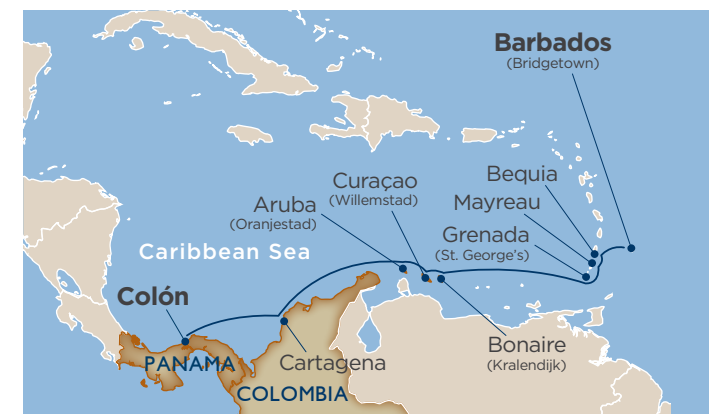 Barbados
(Bridgetown)
Bequia
Curaçao
(Willemstad)
Mayreau
Aruba
(Oranjestad)
Grenada
(St. George's)
Caribbean Sea
Colón
Bonaire
(Kralendijk)
PANAMA
Cartagena
COLOMBIA